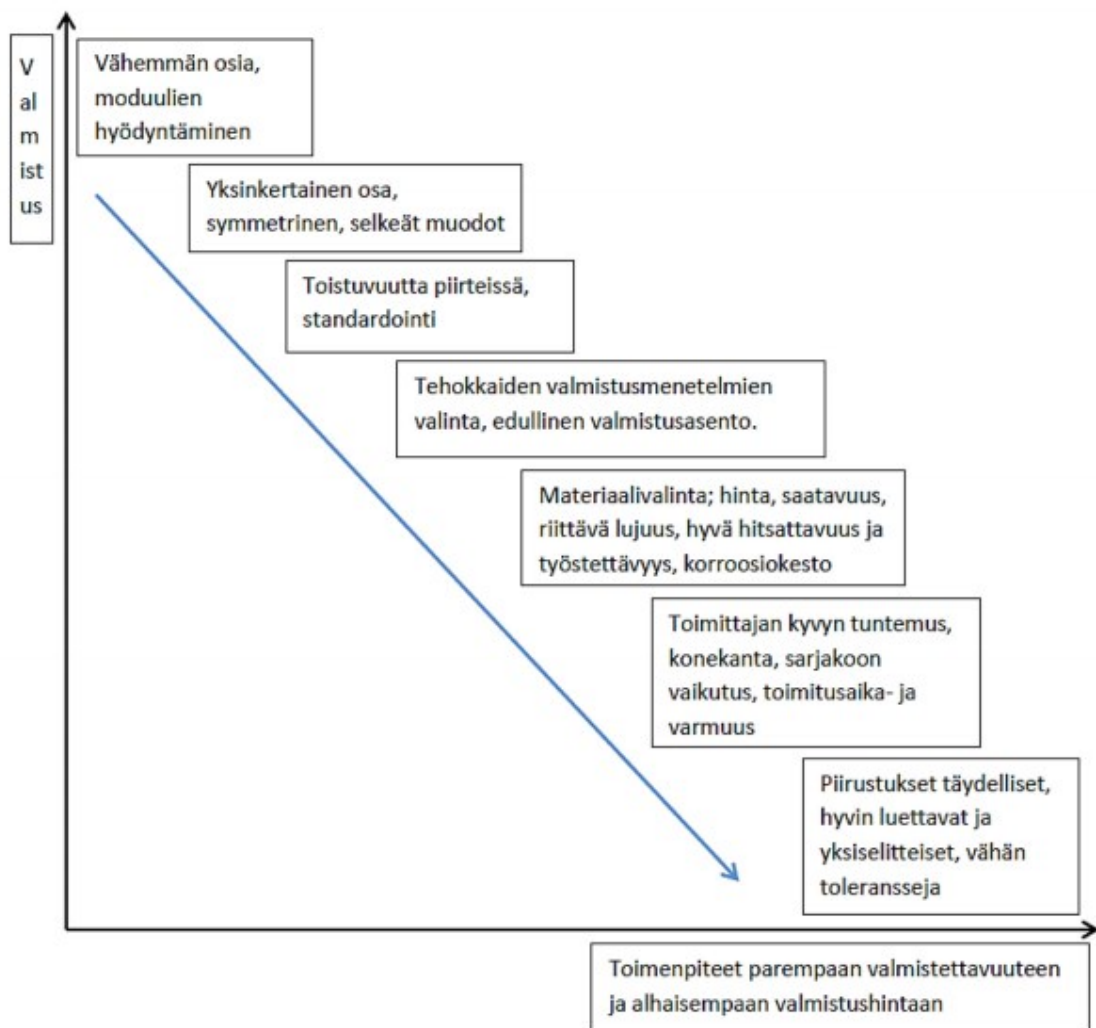 V
al
m
ist
us
Vähemmän osia,
moduulien
hyödyntäminen
Yksinkertainen osa,
symmetrinen, selkeät muodot
Toistuvuutta piirteissä,
standardointi
Tehokkaiden valmistusmenetelmien
valinta, edullinen valmistusasento.
Materiaalivalinta; hinta, saatavuus,
riittävä lujuus, hyvä hitsattavuus ja
työstettävyys, korroosiokesto
Toimittajan kyvyn tuntemus,
konekanta, sarjakoon
vaikutus, toimitusaika- ja
varmuus
Piirustukset täydelliset,
hyvin luettavat ja
yksiselitteiset, vähän
toleransseja
Toimenpiteet parempaan valmistettavuuteen
ja alhaisempaan valmistushintaan